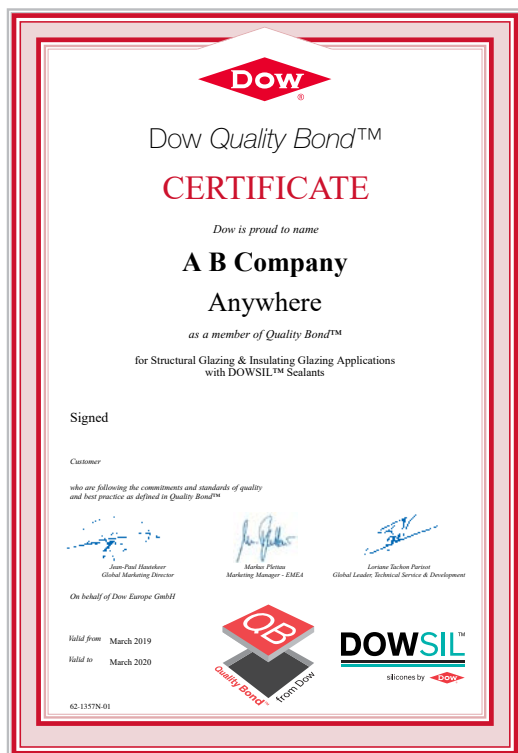 DOW
®
Dow Quality Bond™
CERTIFICATE
Dow is proud to name
A B Company
Anywhere
as a member of Quality Bond™
for Structural Glazing & Insulating Glazing Applications
with DOWSIL™ Sealants
Signed
Customer
who are following the commitments and standards of quality
and best practice as defined in Quality Bond™
Jean-Paul Hautekeer
Global Marketing Director
Markus Plettau
Marketing Manager - EMEA
Loriane Tachon Parisot
Global Leader, Technical Service & Development
On behalf of Dow Europe GmbH
Valid from March 2019
Valid to March 2020
QB
Quality Bond™
from Dow
DOWSIL™
silicones by DOW
62-1357N-01